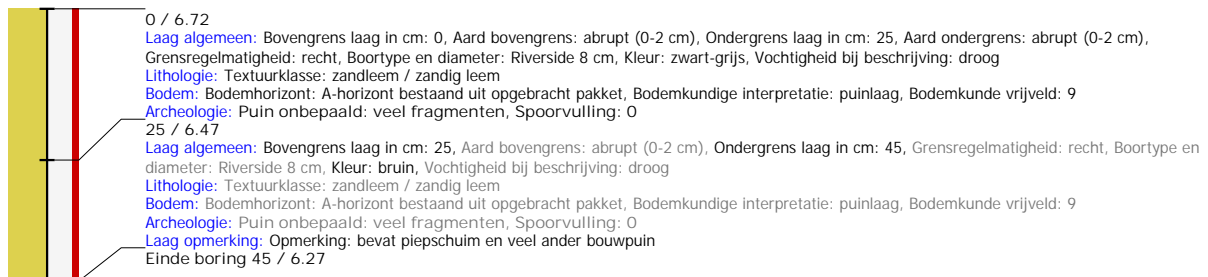 0 / 6.72
Laag algemeen: Bovengrens laag in cm: 0, Aard bovengrens: abrupt (0-2 cm), Ondergrens laag in cm: 25, Aard ondergrens: abrupt (0-2 cm),
Grensregelmatigheid: recht, Boortype en diameter: Riverside 8 cm, Kleur: zwart-grijs, Vochtigheid bij beschrijving: droog
Lithologie: Textuurklasse: zandleem / zandig leem
Bodem: Bodemhorizont: A-horizont bestaand uit opgebracht pakket, Bodemkundige interpretatie: puinlaag, Bodemkunde vrijveld: 9
Archeologie: Puin onbepaald: veel fragmenten, Spoorvulling: 0
25 / 6.47
Laag algemeen: Bovengrens laag in cm: 25, Aard bovengrens: abrupt (0-2 cm), Ondergrens laag in cm: 45, Grensregelmatigheid: recht, Boortype en
diameter: Riverside 8 cm, Kleur: bruin, Vochtigheid bij beschrijving: droog
Lithologie: Textuurklasse: zandleem / zandig leem
Bodem: Bodemhorizont: A-horizont bestaand uit opgebracht pakket, Bodemkundige interpretatie: puinlaag, Bodemkunde vrijveld: 9
Archeologie: Puin onbepaald: veel fragmenten, Spoorvulling: 0
Laag opmerking: Opmerking: bevat piepschuim en veel ander bouwpuin
Einde boring 45 / 6.27